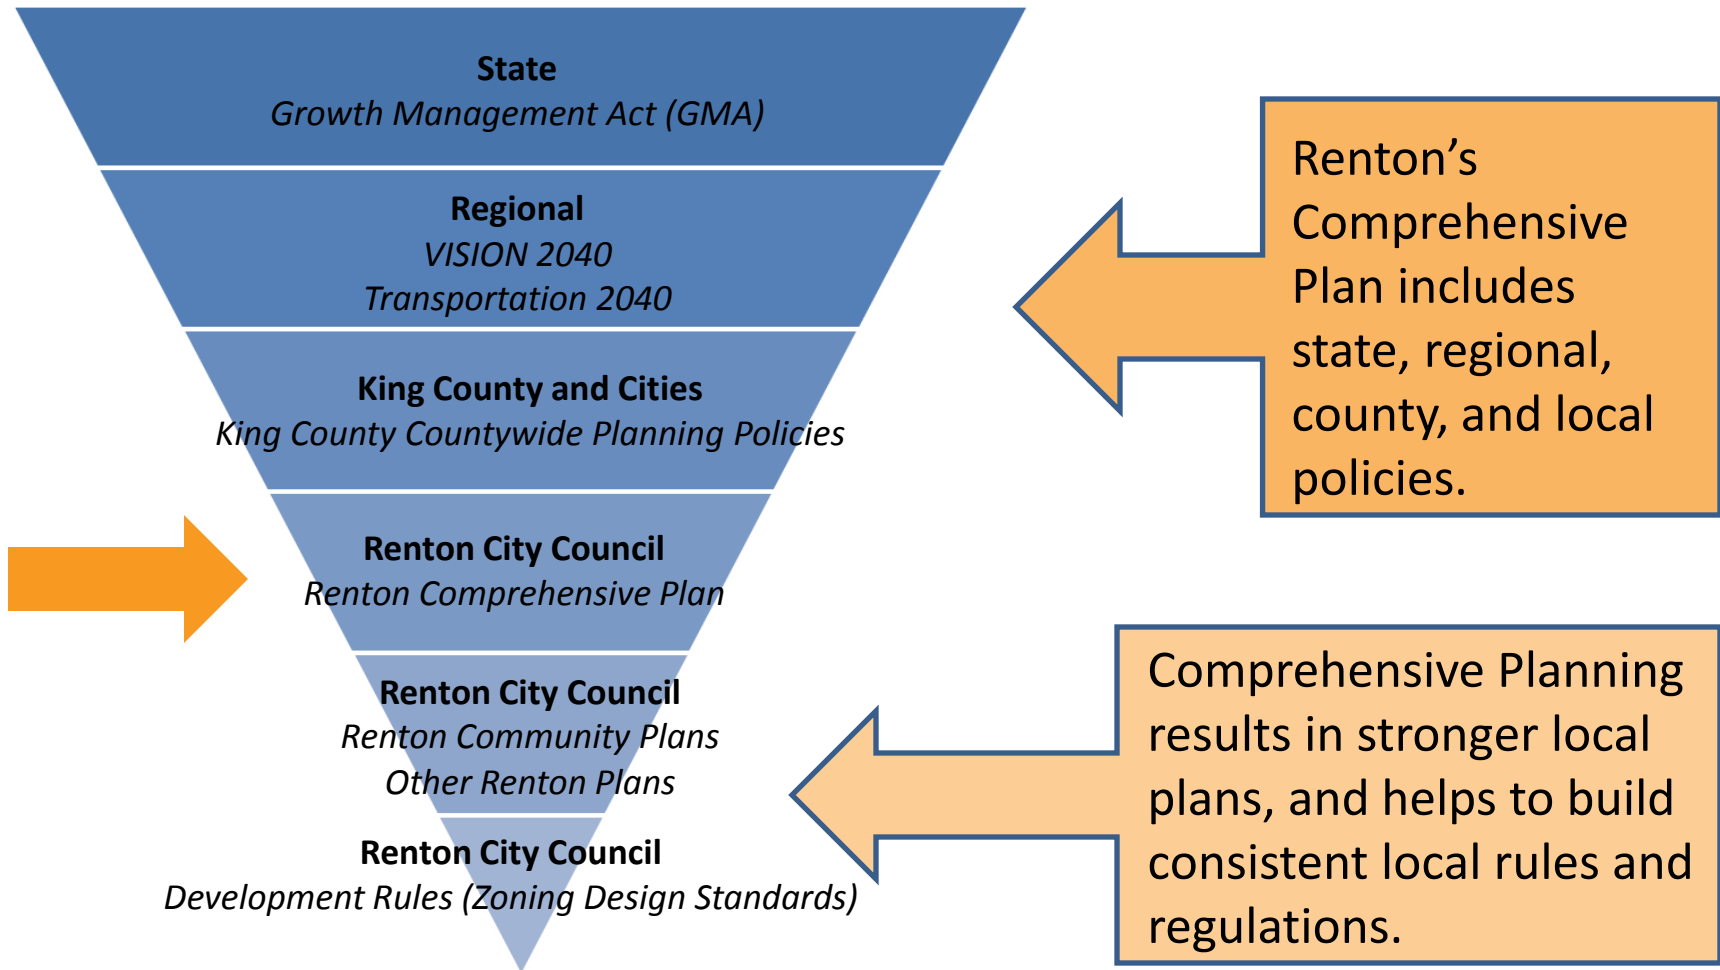 State
Growth Management Act (GMA)
Regional
VISION 2040
Transportation 2040
King County and Cities
King County Countywide Planning Policies
Renton City Council
Renton Comprehensive Plan
Renton City Council
Renton Community Plans
Other Renton Plans
Renton City Council
Development Rules (Zoning Design Standards)
Renton’s
Comprehensive
Plan includes
state, regional,
county, and local
policies.
Comprehensive Planning
results in stronger local
plans, and helps to build
consistent local rules and
regulations.